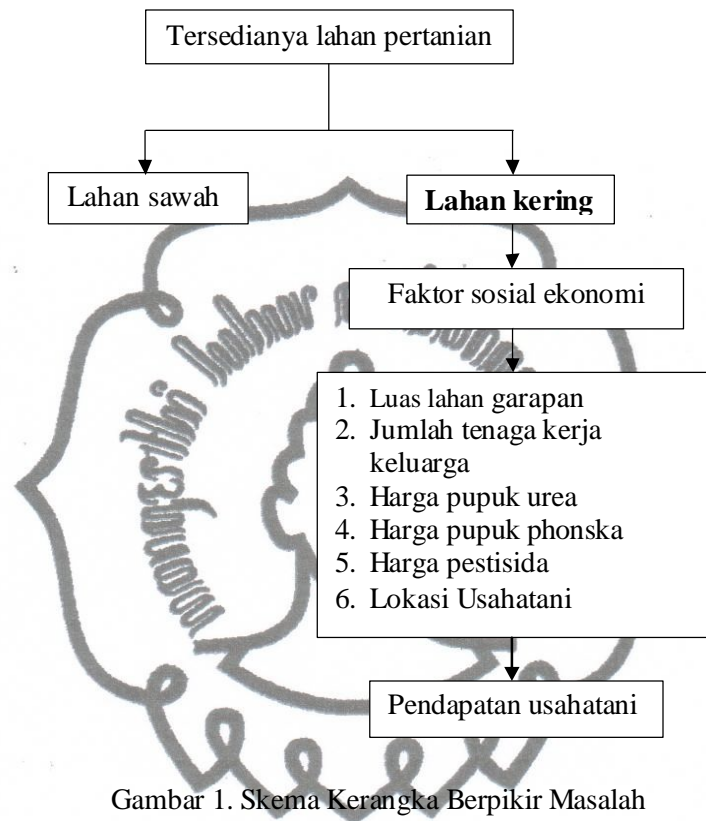 Tersedianya lahan pertanian
Lahan sawah
Lahan kering
Faktor sosial ekonomi
1. Luas lahan garapan
2. Jumlah tenaga kerja
keluarga
3. Harga pupuk urea
4. Harga pupuk phonska
5. Harga pestisida
6. Lokasi Usahatani
Pendapatan usahatani
Gambar 1. Skema Kerangka Berpikir Masalah